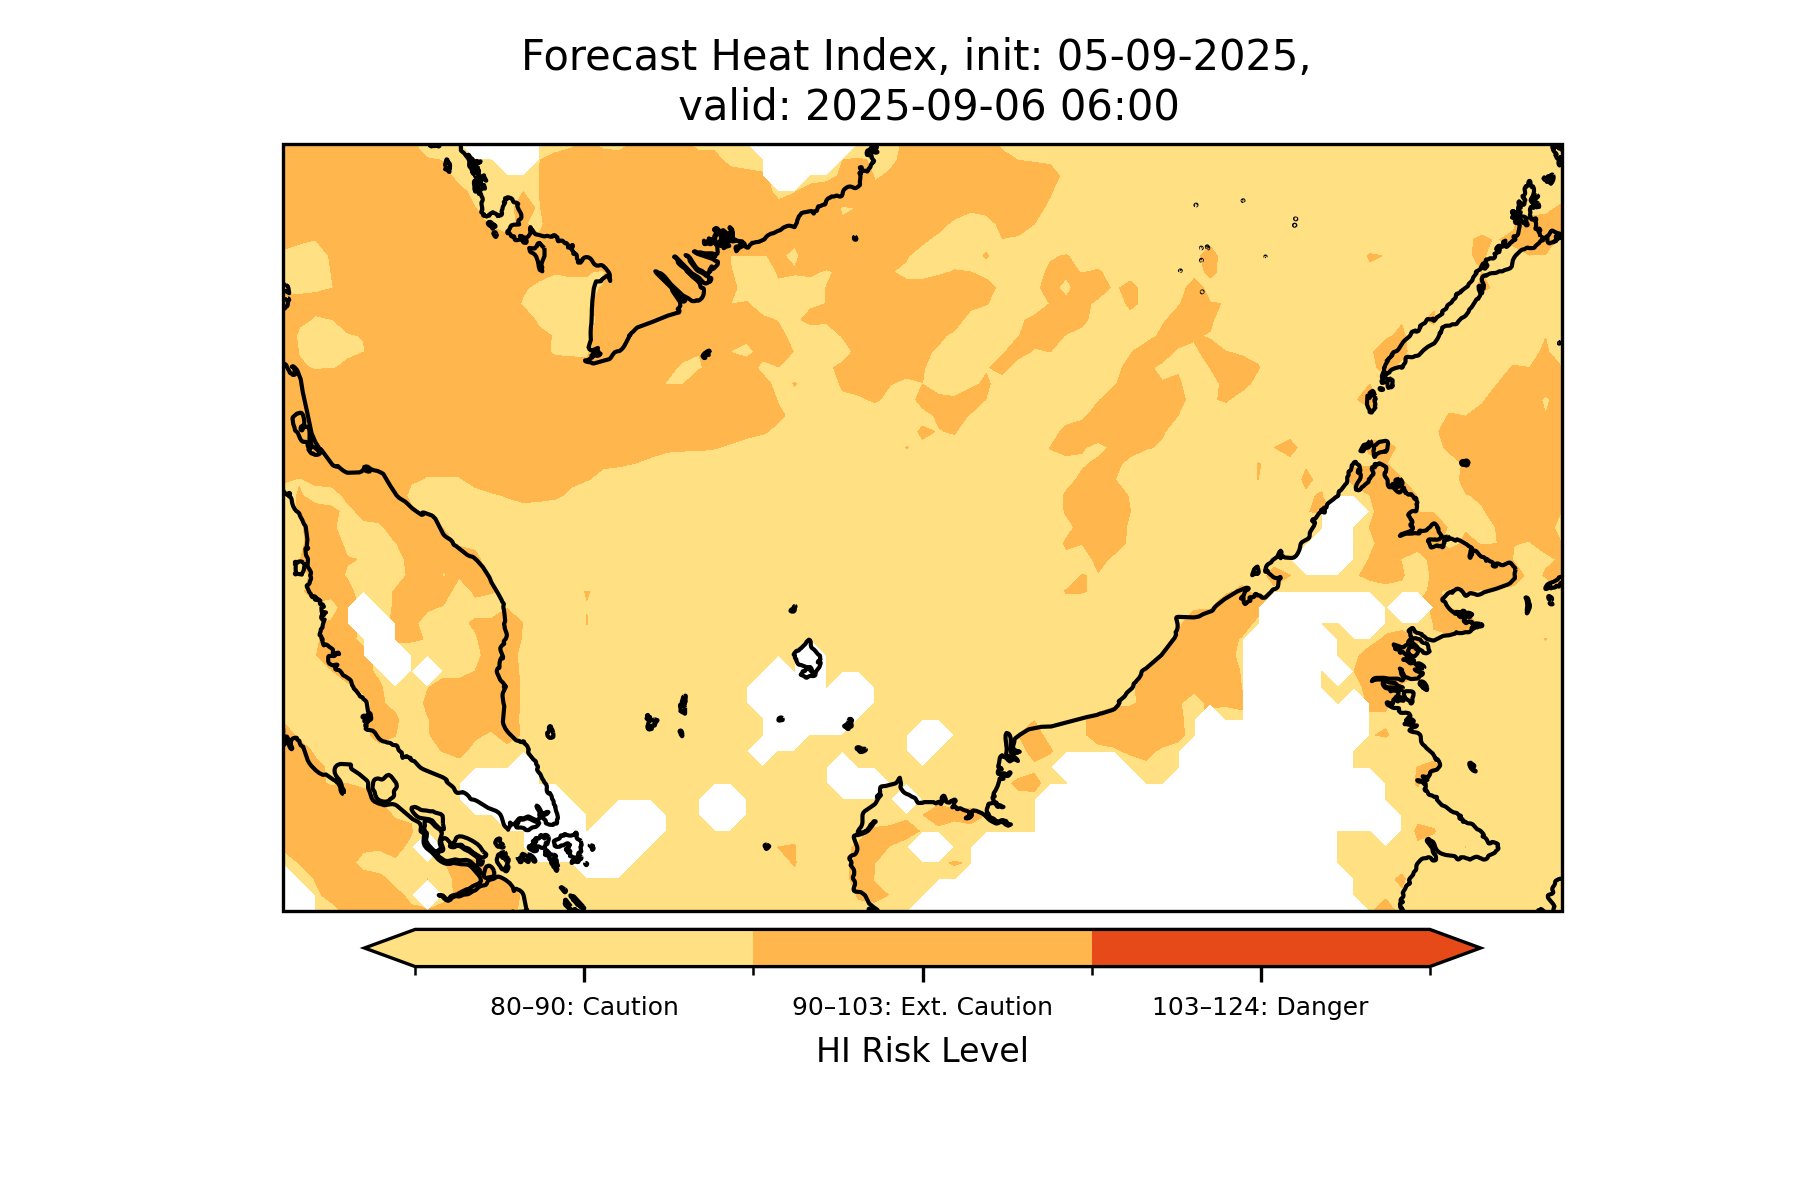 Forecast Heat Index, init: 05-09-2025,
valid: 2025-09-06 06:00
80–90: Caution
90–103: Ext. Caution
103–124: Danger
HI Risk Level